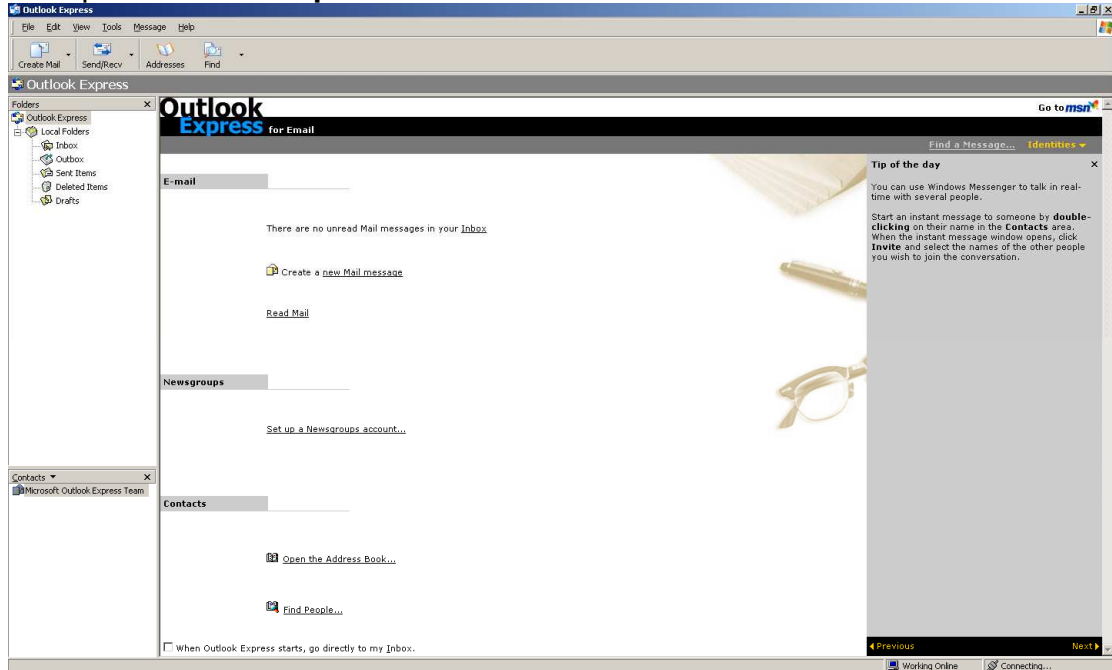 Outlook Express
File Edit View Tools Message Help
Create Mail Send/Recv Addresses Find
Outlook Express
Folders
Outlook Express
Local Folders
Inbox
Outbox
Sent Items
Deleted Items
Drafts
Contacts
Microsoft Outlook Express Team
Outlook
Express for Email
Go to msn
Find a Message... Identities
E-mail
There are no unread Mail messages in your Inbox
Create a new Mail message
Read Mail
Newsgroups
Set up a Newsgroups account...
Contacts
Open the Address Book...
Find People...
When Outlook Express starts, go directly to my Inbox.
Tip of the day
You can use Windows Messenger to talk in real-
time with several people.
Start an instant message to someone by double-
clicking on their name in the Contacts area.
When the instant message window opens, click
Invite and select the names of the other people
you wish to join the conversation.
Previous Next
Working Online Connecting...